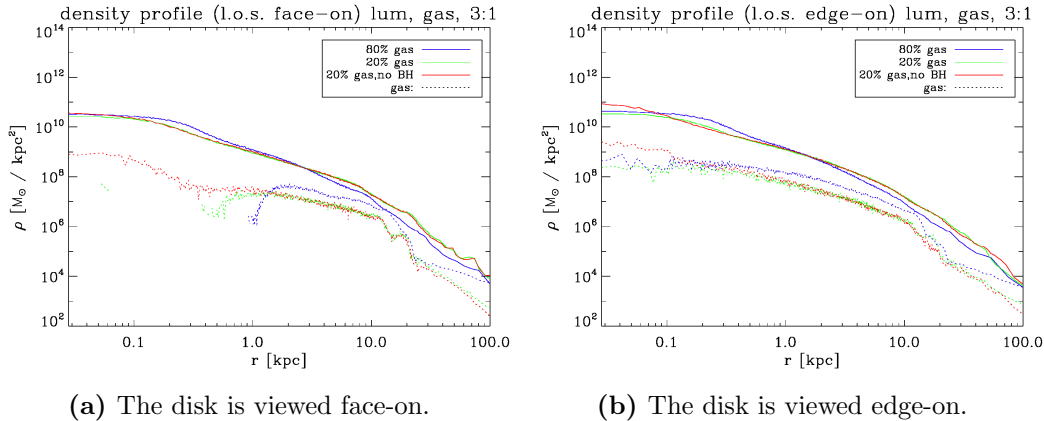 density profile (l.o.s. face-on) lum, gas, 3:1
10^14
10^12
10^10
10^8
10^6
10^4
10^2
ρ [M⊙ / kpc²]
80% gas
20% gas
20% gas,no BH
gas:
0.1
1.0
10.0
100.0
r [kpc]
(a) The disk is viewed face-on.
density profile (l.o.s. edge-on) lum, gas, 3:1
10^14
10^12
10^10
10^8
10^6
10^4
10^2
ρ [M⊙ / kpc²]
80% gas
20% gas
20% gas,no BH
gas:
0.1
1.0
10.0
100.0
r [kpc]
(b) The disk is viewed edge-on.